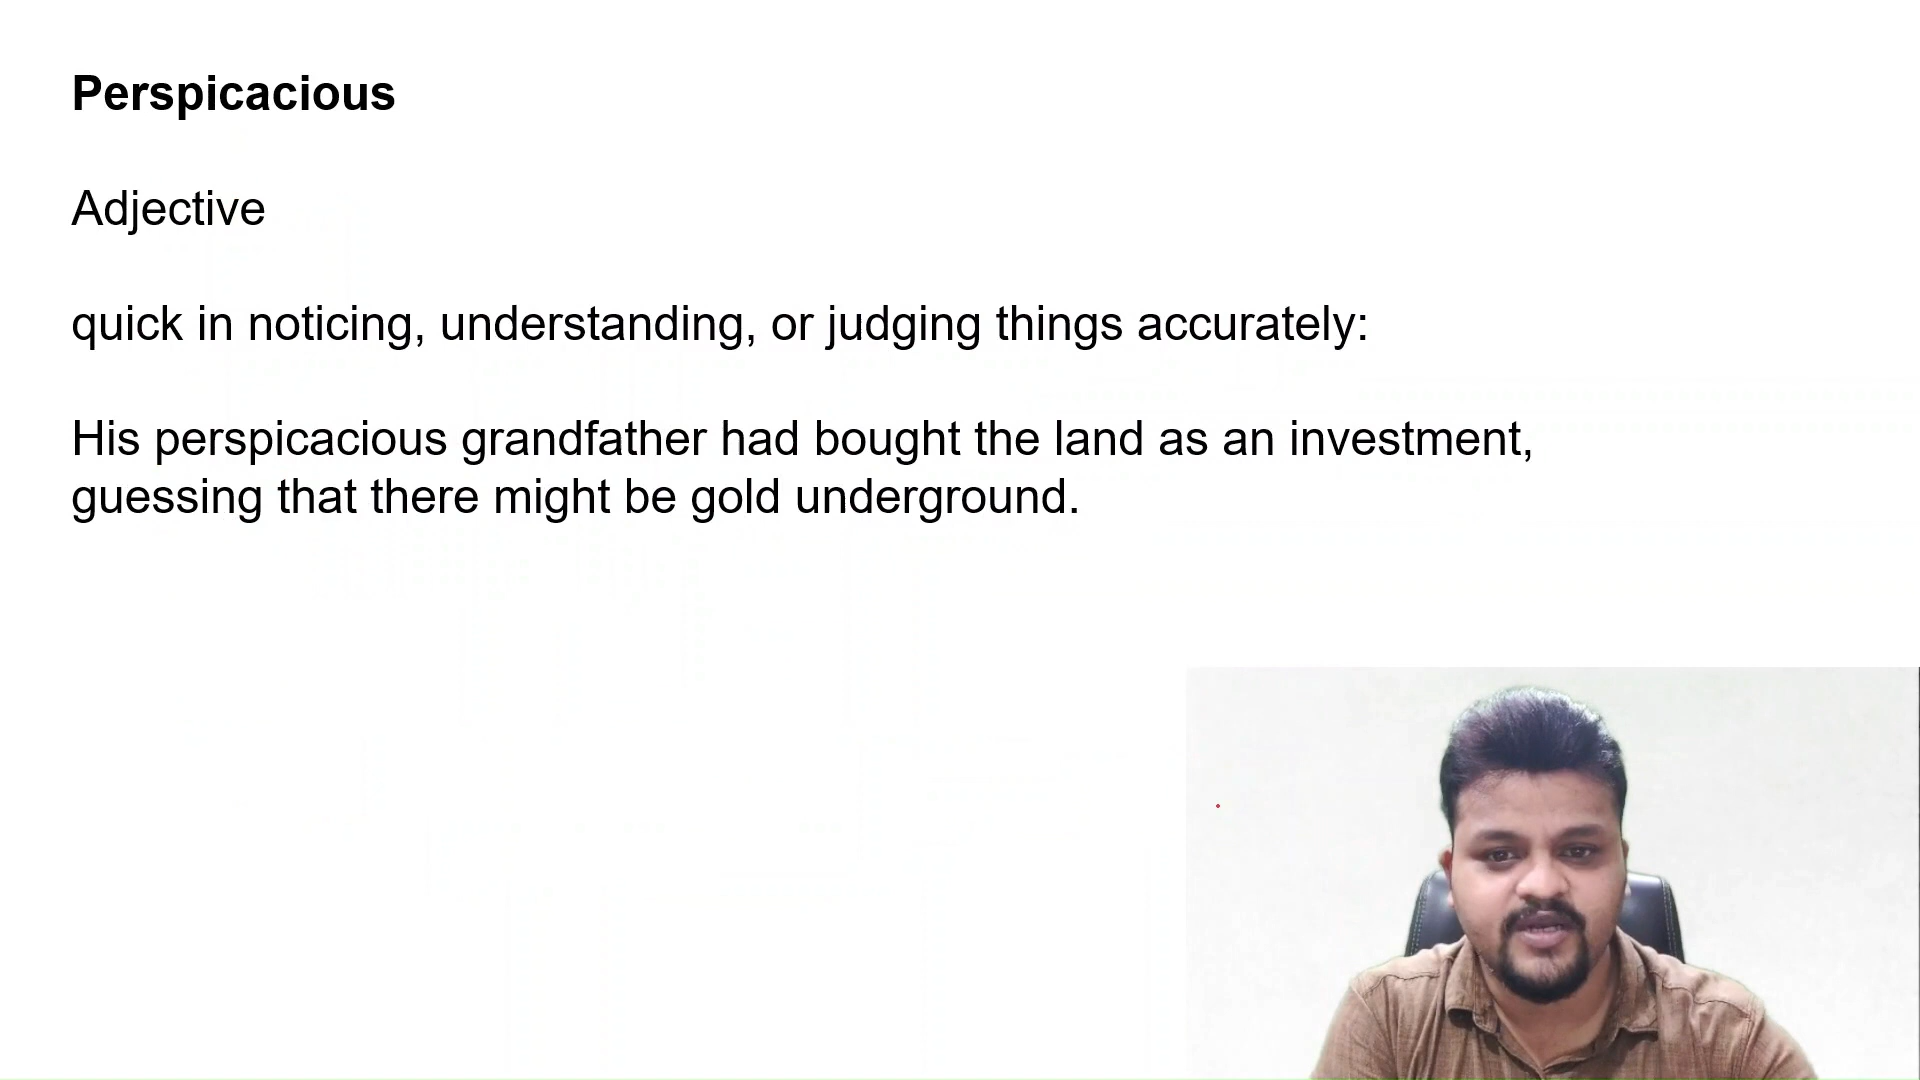 Perspicacious
Adjective
quick in noticing, understanding, or judging things accurately:
His perspicacious grandfather had bought the land as an investment,
guessing that there might be gold underground.